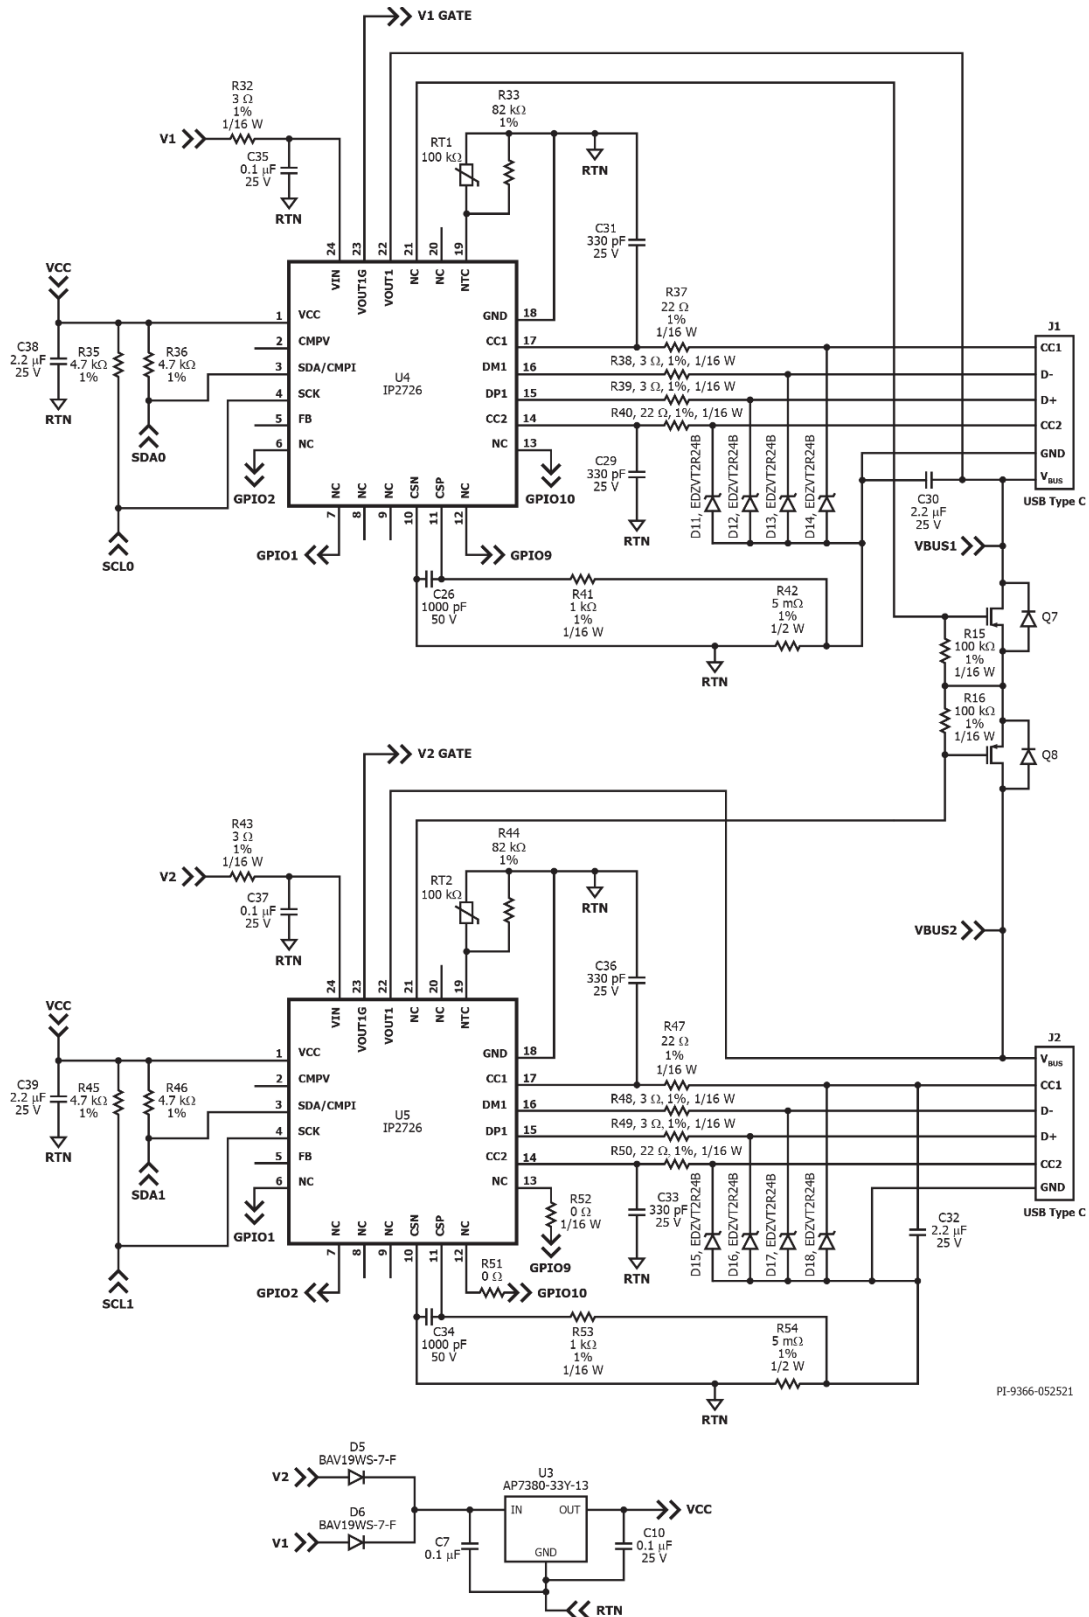 V1 GATE
R32
3 Ω
1%
1/16 W
V1
C35
0.1 μF
25 V
RTN
R33
82 kΩ
1%
RT1
100 kΩ
RTN
C31
330 pF
25 V
24
23
22
21
20
19
VIN
VOUT1G
VOUT1
NC
NC
NTC
VCC
C38
2.2 μF
25 V
RTN
R35
4.7 kΩ
1%
R36
4.7 kΩ
1%
SDA0
SCL0
1
2
3
4
5
6
VCC
CMPV
SDA/CMPI
SCK
FB
NC
U4
IP2726
GND
CC1
DM1
DP1
CC2
NC
18
17
16
15
14
13
R37
22 Ω
1%
1/16 W
R38, 3 Ω, 1%, 1/16 W
R39, 3 Ω, 1%, 1/16 W
R40, 22 Ω, 1%, 1/16 W
J1
CC1
D-
D+
CC2
GND
VBUS
USB Type C
GPIO2
GPIO10
NC
NC
NC
CSN
CSP
NC
7
8
9
10
11
12
GPIO1
GPIO9
C29
330 pF
25 V
RTN
D11, EDZVT2R24B
D12, EDZVT2R24B
D13, EDZVT2R24B
D14, EDZVT2R24B
C30
2.2 μF
25 V
VBUS1
C26
1000 pF
50 V
R41
1 kΩ
1%
1/16 W
R42
5 mΩ
1%
1/2 W
RTN
Q7
R15
100 kΩ
1%
1/16 W
R16
100 kΩ
1%
1/16 W
Q8
V2 GATE
R43
3 Ω
1%
1/16 W
V2
C37
0.1 μF
25 V
RTN
R44
82 kΩ
1%
RT2
100 kΩ
RTN
C36
330 pF
25 V
VBUS2
24
23
22
21
20
19
VIN
VOUT1G
VOUT1
NC
NC
NTC
VCC
C39
2.2 μF
25 V
RTN
R45
4.7 kΩ
1%
R46
4.7 kΩ
1%
SDA1
SCL1
1
2
3
4
5
6
VCC
CMPV
SDA/CMPI
SCK
FB
NC
U5
IP2726
GND
CC1
DM1
DP1
CC2
NC
18
17
16
15
14
13
R47
22 Ω
1%
1/16 W
R48, 3 Ω, 1%, 1/16 W
R49, 3 Ω, 1%, 1/16 W
R50, 22 Ω, 1%, 1/16 W
J2
VBUS
CC1
D-
D+
CC2
GND
USB Type C
GPIO1
NC
NC
NC
CSN
CSP
NC
7
8
9
10
11
12
GPIO2
R52
0 Ω
1/16 W
GPIO9
R51
0 Ω
GPIO10
C33
330 pF
25 V
RTN
D15, EDZVT2R24B
D16, EDZVT2R24B
D17, EDZVT2R24B
D18, EDZVT2R24B
C32
2.2 μF
25 V
C34
1000 pF
50 V
R53
1 kΩ
1%
1/16 W
R54
5 mΩ
1%
1/2 W
RTN
PI-9366-052521
D5
BAV19WS-7-F
V2
D6
BAV19WS-7-F
V1
C7
0.1 μF
U3
AP7380-33Y-13
IN
OUT
GND
VCC
C10
0.1 μF
25 V
RTN